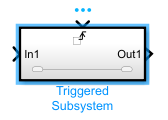 In1 Out1
Triggered
Subsystem